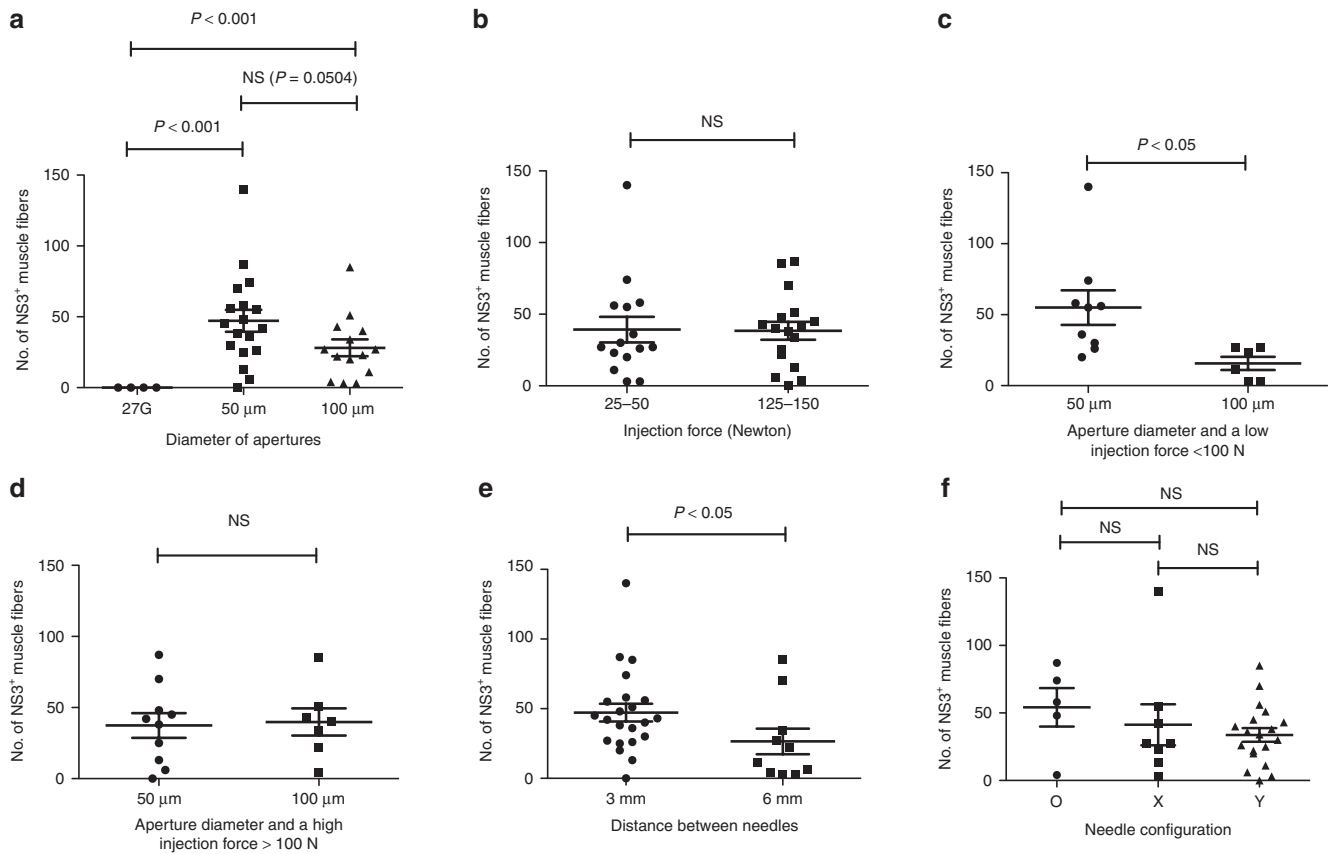 a
P < 0.001
NS (P = 0.0504)
P < 0.001
No. of NS3+ muscle fibers
150
100
50
0
27G 50 μm 100 μm
Diameter of apertures
b
NS
No. of NS3+ muscle fibers
150
100
50
0
25–50 125–150
Injection force (Newton)
c
P < 0.05
No. of NS3+ muscle fibers
150
100
50
0
50 μm 100 μm
Aperture diameter and a low
injection force <100 N
d
NS
No. of NS3+ muscle fibers
150
100
50
0
50 μm 100 μm
Aperture diameter and a high
injection force > 100 N
e
P < 0.05
No. of NS3+ muscle fibers
150
100
50
0
3 mm 6 mm
Distance between needles
f
NS
NS
NS
No. of NS3+ muscle fibers
150
100
50
0
O X Y
Needle configuration